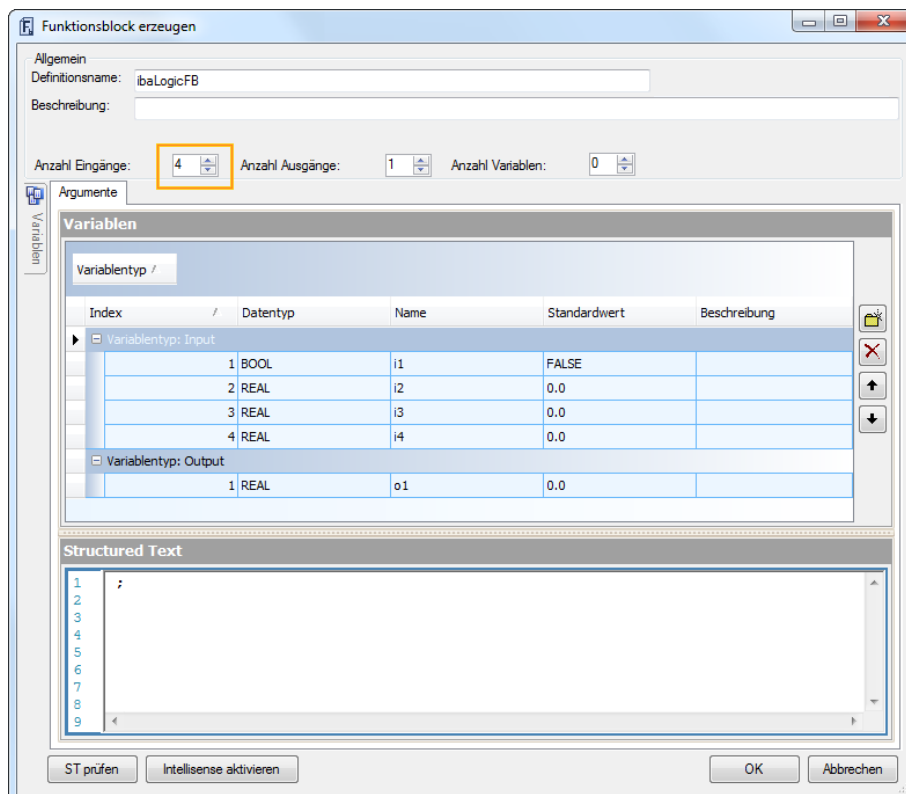 Funktionsblock erzeugen
Allgemein
Definitionsname: ibaLogicFB
Beschreibung:
Anzahl Eingänge: 4 Anzahl Ausgänge: 1 Anzahl Variablen: 0
Argumente
Variablen
Variablen
Variablentyp /
Index / Datentyp Name Standardwert Beschreibung
Variablentyp: Input
1 BOOL i1 FALSE
2 REAL i2 0.0
3 REAL i3 0.0
4 REAL i4 0.0
Variablentyp: Output
1 REAL o1 0.0
Structured Text
1 ;
2
3
4
5
6
7
8
9
ST prüfen Intellisense aktivieren OK Abbrechen